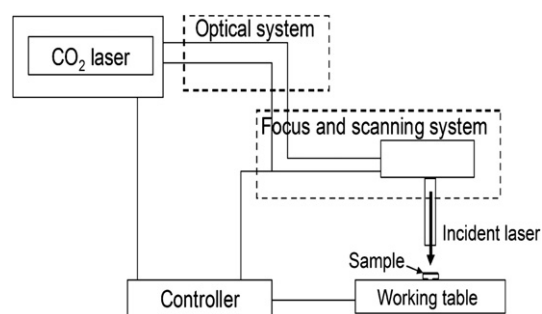 Optical system
CO₂ laser
Focus and scanning system
Incident laser
Sample
Controller
Working table